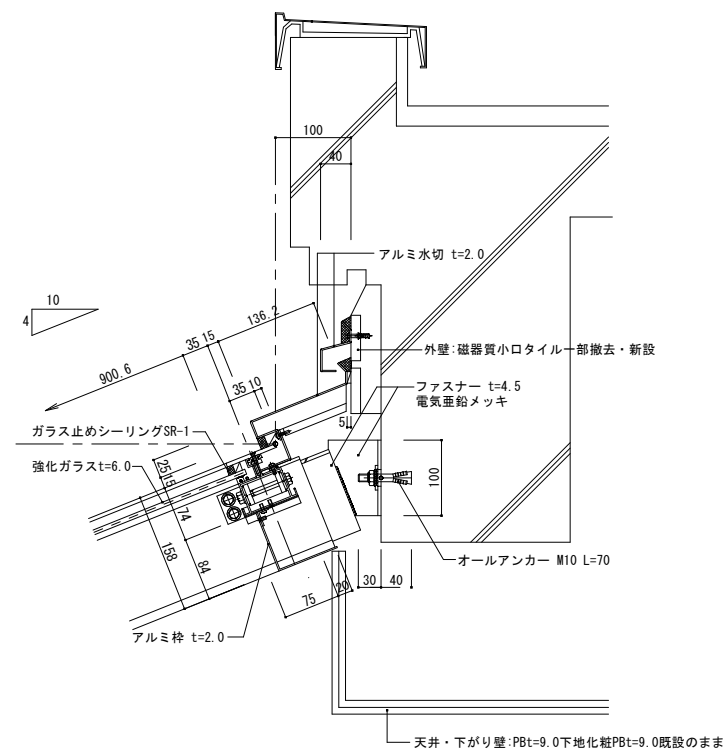 100
40
アルミ水切 t=2.0
10
4
136.2
35
15
900.6
35
10
外壁:磁器質小口タイル一部撤去・新設
ファスナー t=4.5
電気亜鉛メッキ
5
ガラス止めシーリングSR-1
強化ガラスt=6.0
25
15
74
158
84
100
オールアンカー M10 L=70
30
40
20
75
アルミ枠 t=2.0
天井・下がり壁:PBt=9.0下地化粧PBt=9.0既設のまま